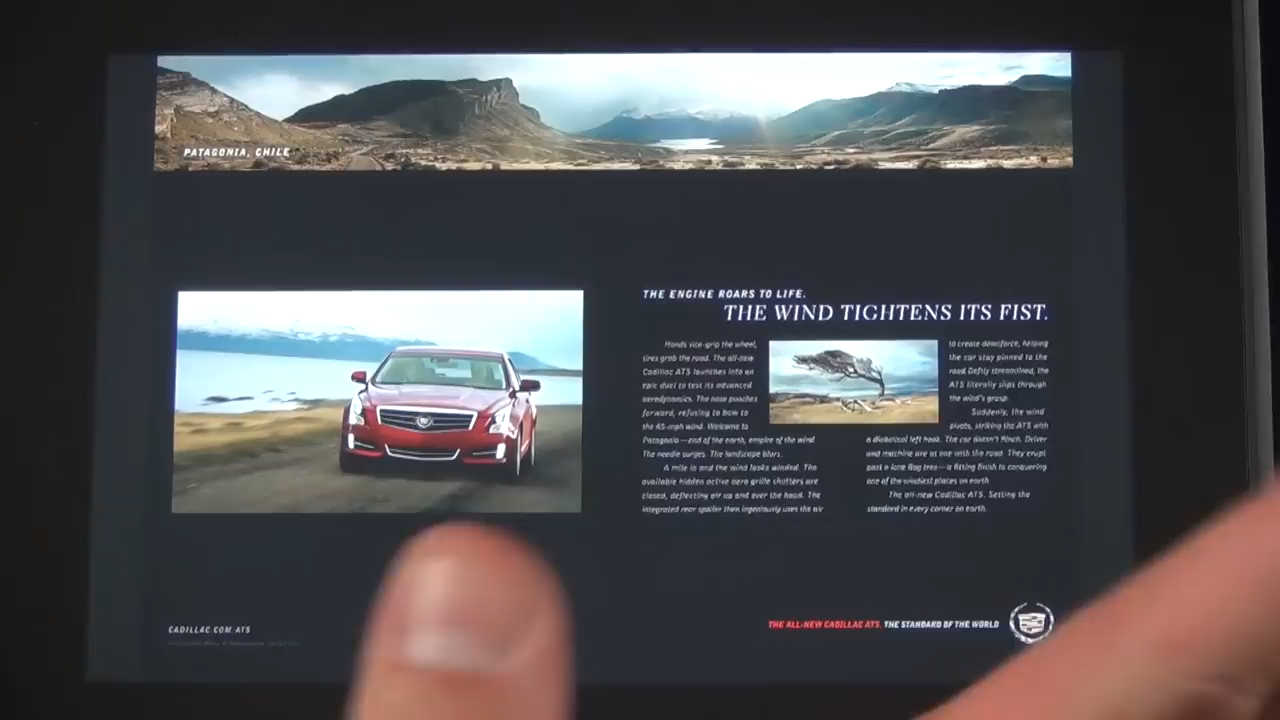 PATAGONIA, CHILE
THE ENGINE ROARS TO LIFE.
THE WIND TIGHTENS ITS FIST.
Hands vice-grip the wheel,
tires grab the road. The all-new
Cadillac ATS launches into an
epic duel to test its advanced
aerodynamics. The nose punches
forward, refusing to bow to
the 45-mph wind. Welcome to
Patagonia—end of the earth, empire of the wind.
The needle surges. The landscape blurs.
A mile in and the wind looks winded. The
available hidden active aero grille shutters are
closed, deflecting air up and over the hood. The
integrated rear spoiler then ingeniously uses the air
to create downforce, helping
the car stay pinned to the
road. Deftly streamlined, the
ATS literally slips through
the wind's grasp.
Suddenly, the wind
pivots, striking the ATS with
a diabolical left hook. The car doesn't flinch. Driver
and machine are at one with the road. They erupt
past a lone flag tree—a fitting finish to conquering
one of the windiest places on earth.
The all-new Cadillac ATS. Setting the
standard in every corner on earth.
CADILLAC.COM/ATS
THE ALL-NEW CADILLAC ATS. THE STANDARD OF THE WORLD